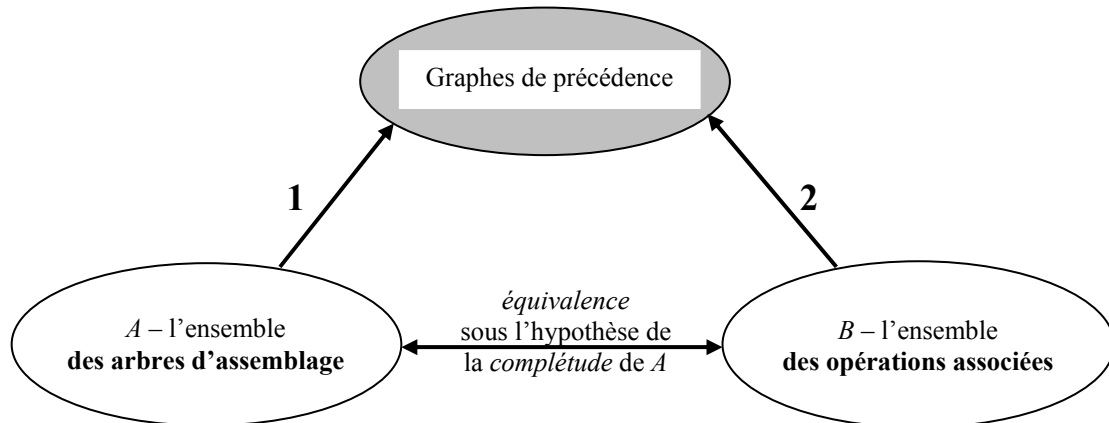 Graphes de précédence
1
2
équivalence
sous l'hypothèse de
la complétude de A
A – l'ensemble
des arbres d'assemblage
B – l'ensemble
des opérations associées